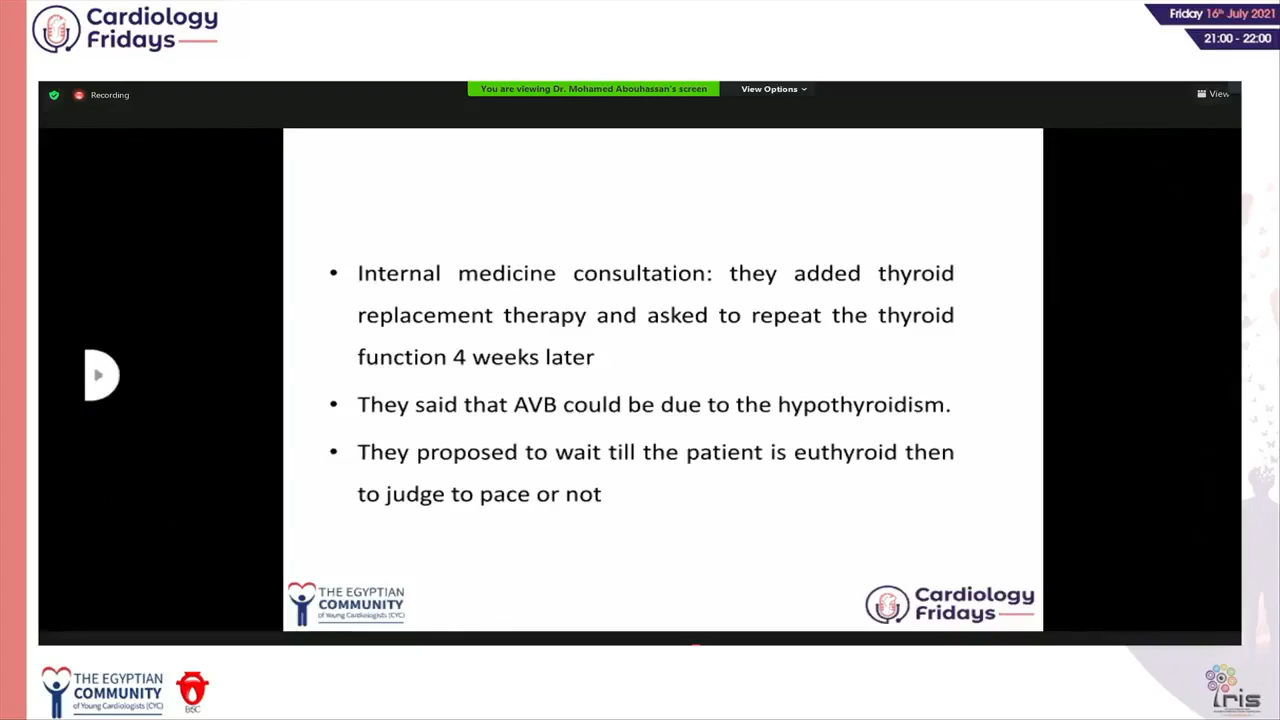 Cardiology
Fridays
Friday 16th July 2021
21:00 - 22:00
Recording
You are viewing Dr. Mohamed Abouhassan's screen
View Options
View
• Internal medicine consultation: they added thyroid
replacement therapy and asked to repeat the thyroid
function 4 weeks later
• They said that AVB could be due to the hypothyroidism.
• They proposed to wait till the patient is euthyroid then
to judge to pace or not
THE EGYPTIAN
COMMUNITY
of Young Cardiologists (CYC)
Cardiology
Fridays
THE EGYPTIAN
COMMUNITY
of Young Cardiologists (CYC)
BSC
iris